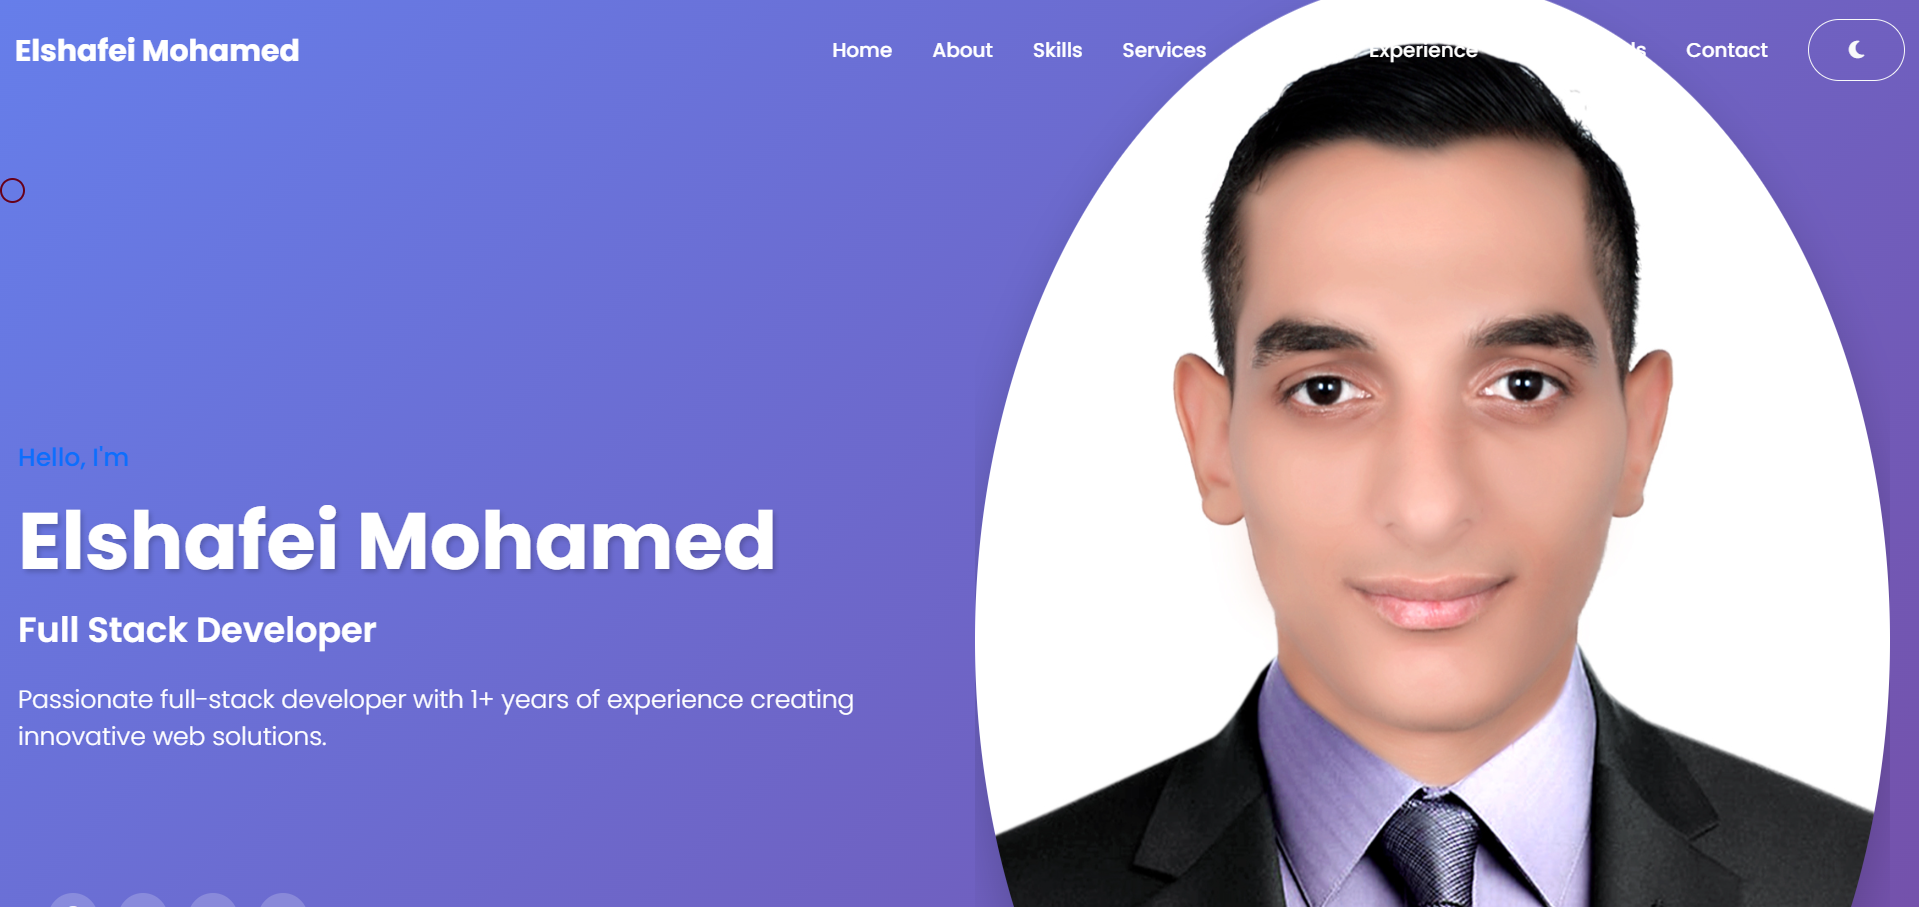 Elshafei Mohamed
Home About Skills Services Experience Contact
Hello, I'm
Elshafei Mohamed
Full Stack Developer
Passionate full-stack developer with 1+ years of experience creating
innovative web solutions.